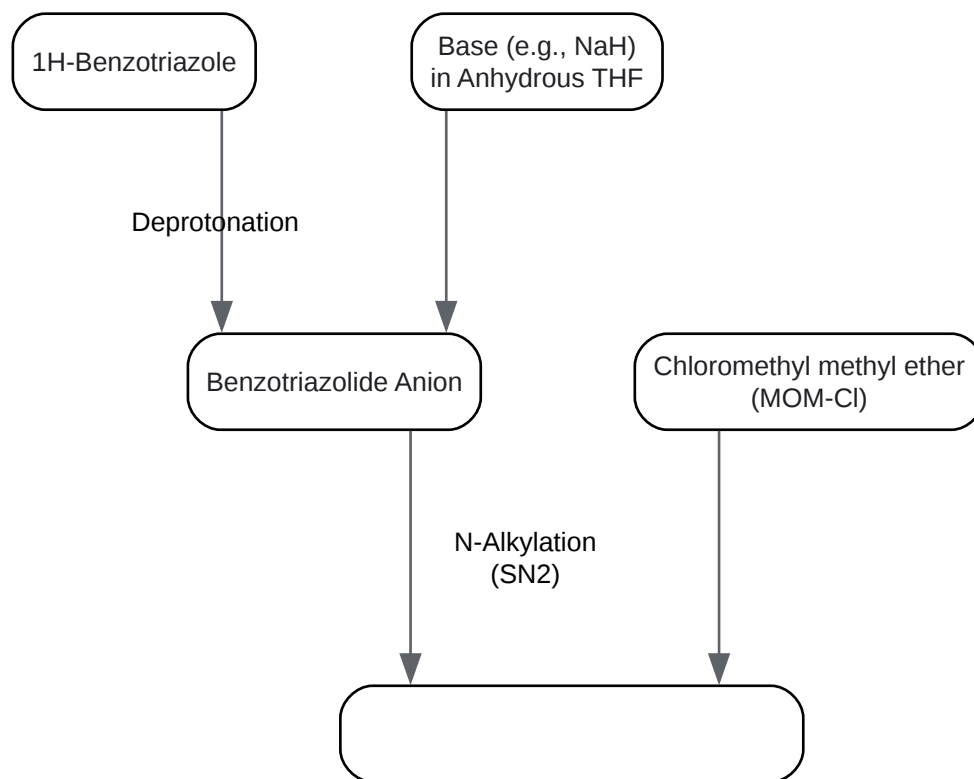 1H-Benzotriazole
Base (e.g., NaH)
in Anhydrous THF
Deprotonation
Benzotriazolide Anion
Chloromethyl methyl ether
(MOM-Cl)
N-Alkylation
(SN2)